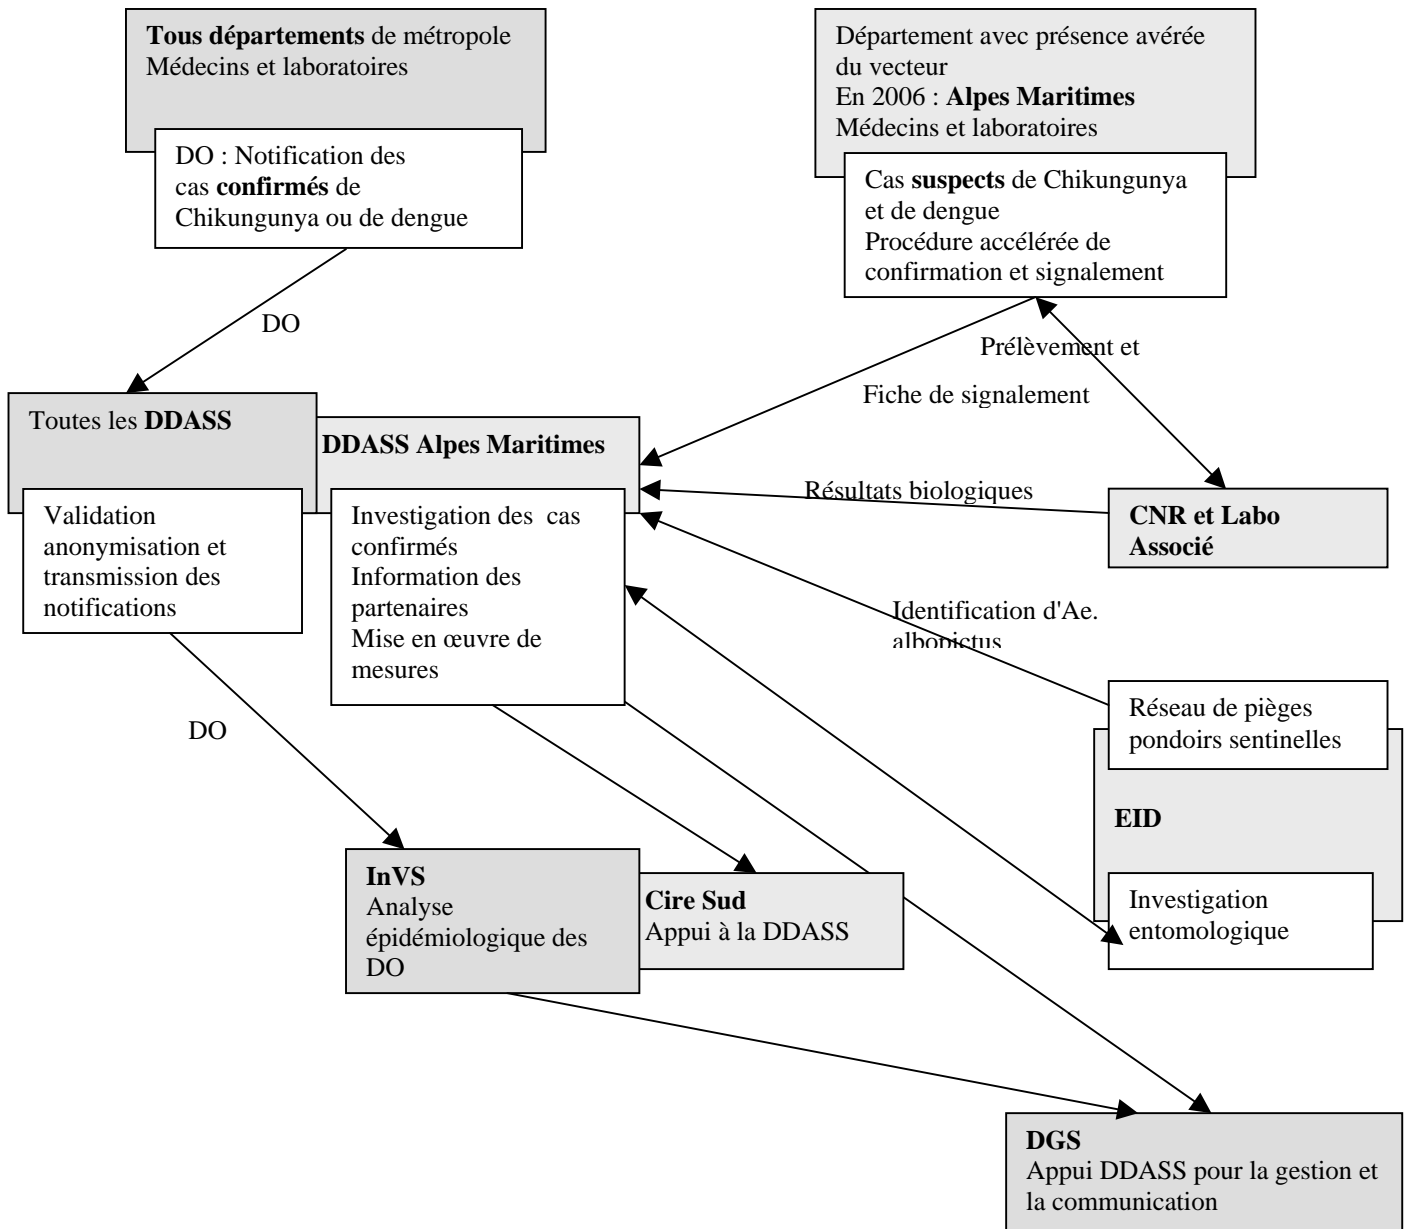 Tous départements de métropole
Médecins et laboratoires
DO : Notification des
cas confirmés de
Chikungunya ou de dengue
Département avec présence avérée
du vecteur
En 2006 : Alpes Maritimes
Médecins et laboratoires
Cas suspects de Chikungunya
et de dengue
Procédure accélérée de
confirmation et signalement
DO
Prélèvement et
Fiche de signalement
Toutes les DDASS
Validation
anonymisation et
transmission des
notifications
DDASS Alpes Maritimes
Investigation des cas
confirmés
Information des
partenaires
Mise en œuvre de
mesures
Résultats biologiques
CNR et Labo
Associé
Identification d'Ae.
albopictus
Réseau de pièges
pondoirs sentinelles
EID
Investigation
entomologique
DO
InVS
Analyse
épidémiologique des
DO
Cire Sud
Appui à la DDASS
DGS
Appui DDASS pour la gestion et
la communication